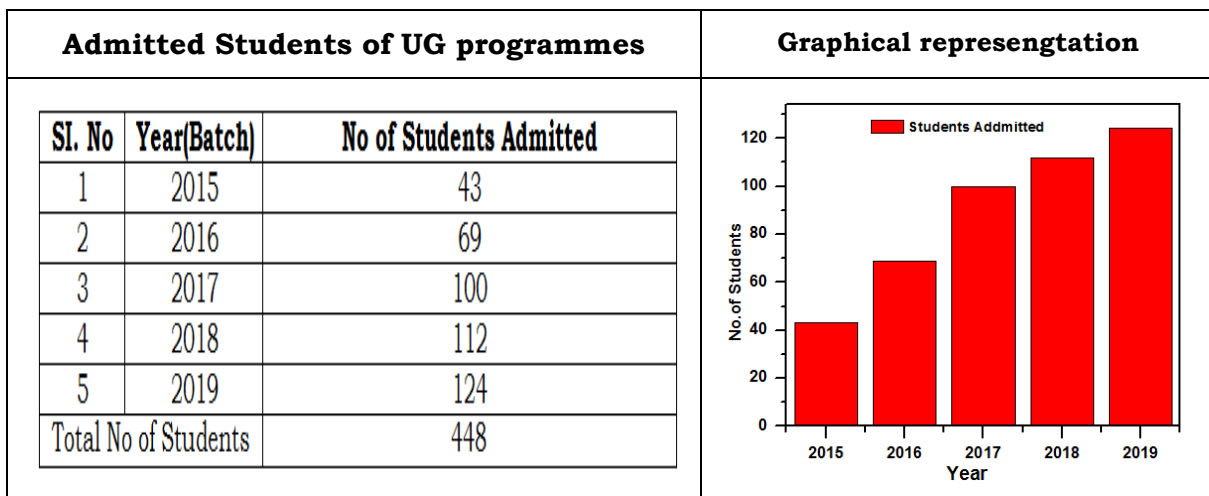 Admitted Students of UG programmes
Graphical represengtation
SI. No Year(Batch) No of Students Admitted
1 2015 43
2 2016 69
3 2017 100
4 2018 112
5 2019 124
Total No of Students 448
Students Addmitted
No.of Students
120
100
80
60
40
20
0
2015 2016 2017 2018 2019
Year